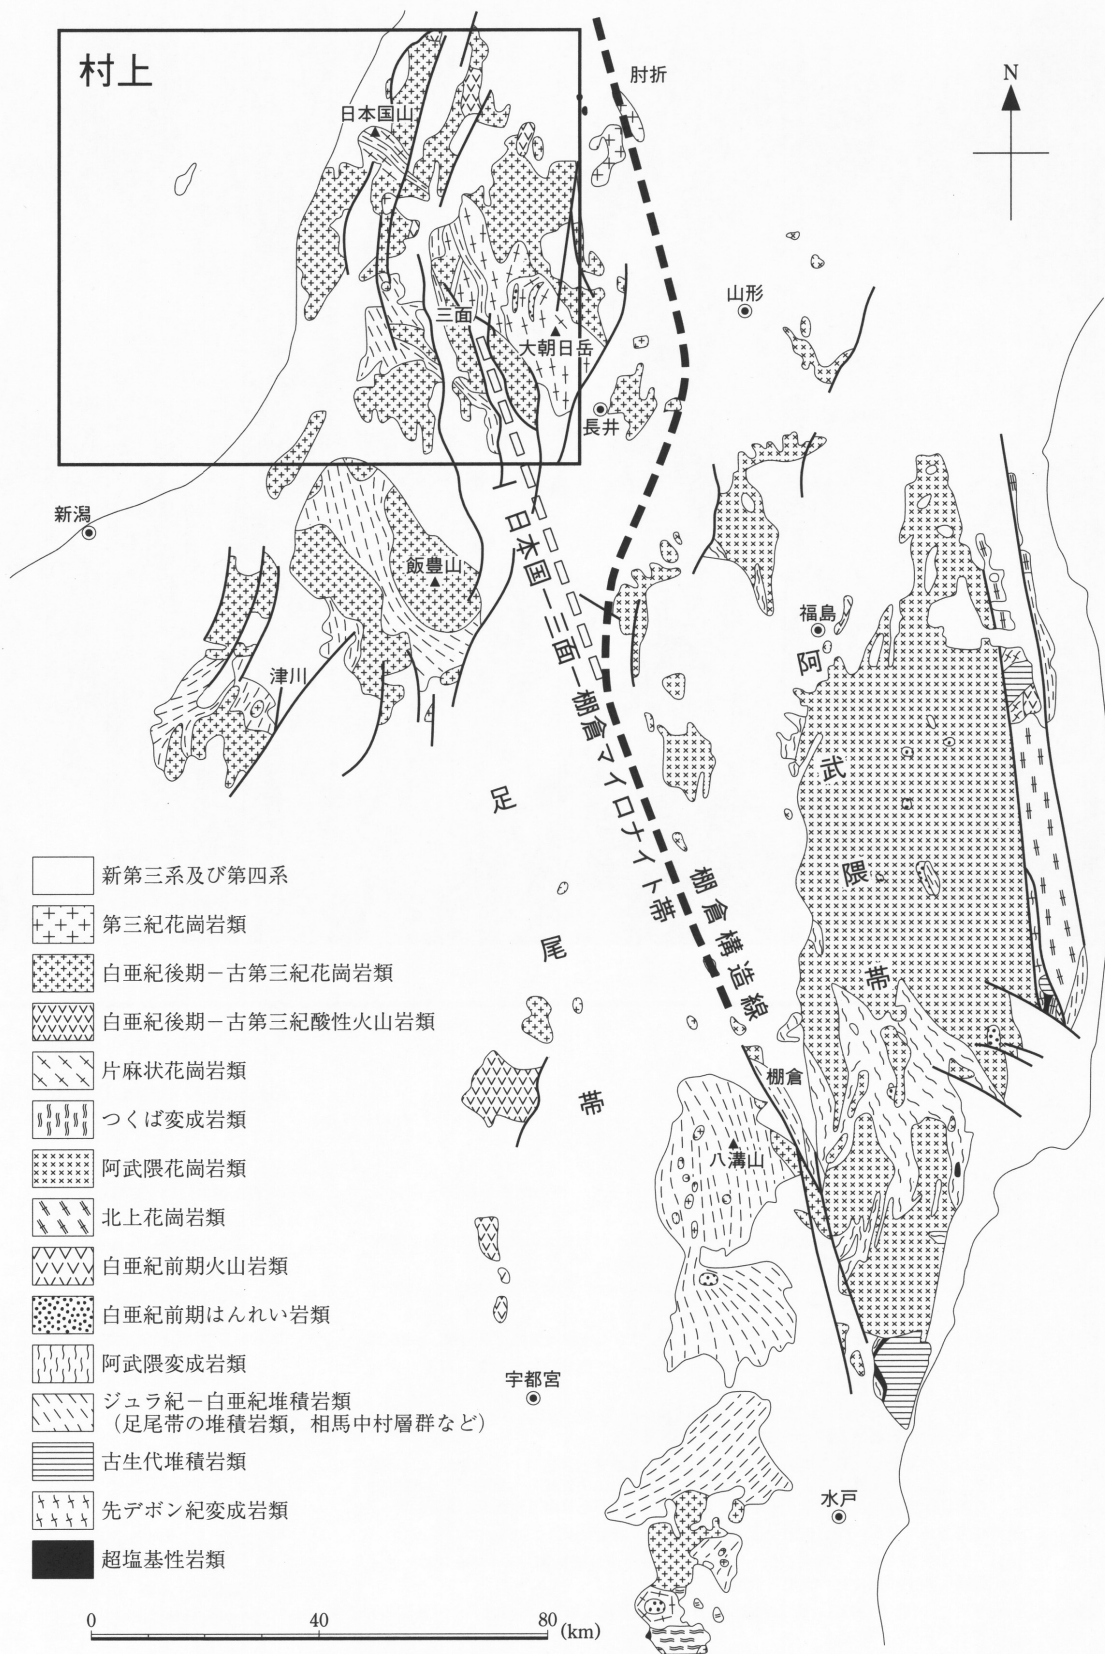 村上
肘折
N
日本国山
山形
三面
大朝日岳
長井
新潟
飯豊山
日本国－三面－棚倉マイロナイト帯
福島
津川
阿武隈帯
足尾帯
棚倉構造線
棚倉
八溝山
宇都宮
水戸
新第三系及び第四系
第三紀花崗岩類
白亜紀後期－古第三紀花崗岩類
白亜紀後期－古第三紀酸性火山岩類
片麻状花崗岩類
つくば変成岩類
阿武隈花崗岩類
北上花崗岩類
白亜紀前期火山岩類
白亜紀前期はんれい岩類
阿武隈変成岩類
ジュラ紀－白亜紀堆積岩類
（足尾帯の堆積岩類，相馬中村層群など）
古生代堆積岩類
先デボン紀変成岩類
超塩基性岩類
0 40 80 (km)